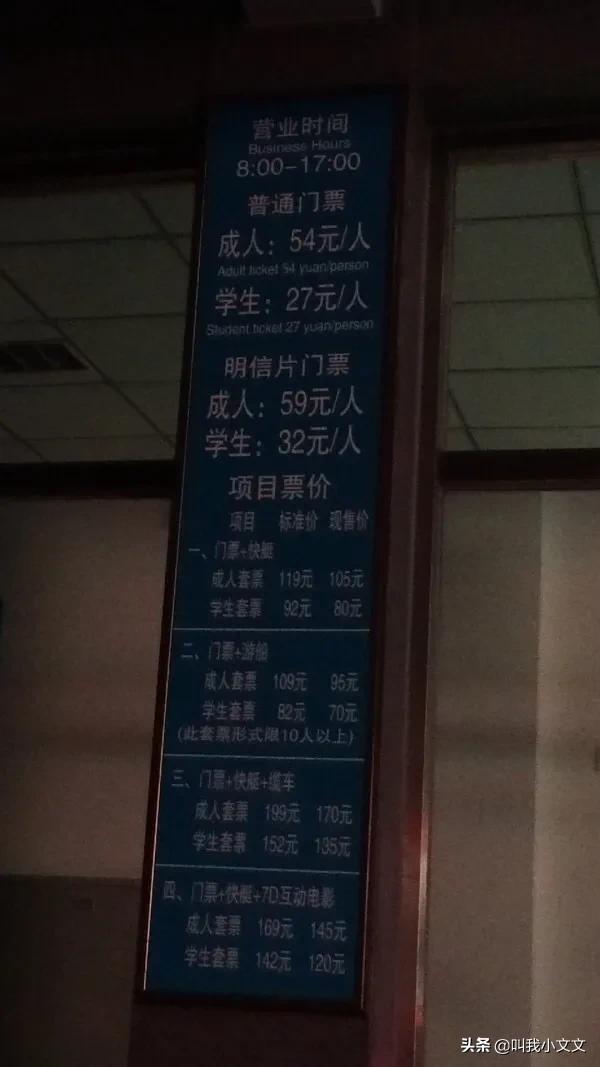 营业时间
Business Hours
8:00-17:00
普通门票
成人：54元/人
Adult ticket 54 yuan/person
学生：27元/人
Student ticket 27 yuan/person
明信片门票
成人：59元/人
学生：32元/人
项目票价
项目 标准价 现售价
一、门票+快艇
成人套票 119元 105元
学生套票 92元 80元
二、门票+游船
成人套票 109元 95元
学生套票 82元 70元
(此套票形式限10人以上)
三、门票+快艇+缆车
成人套票 199元 170元
学生套票 152元 135元
四、门票+快艇+7D互动电影
成人套票 169元 145元
学生套票 142元 120元
头条 @叫我小文文